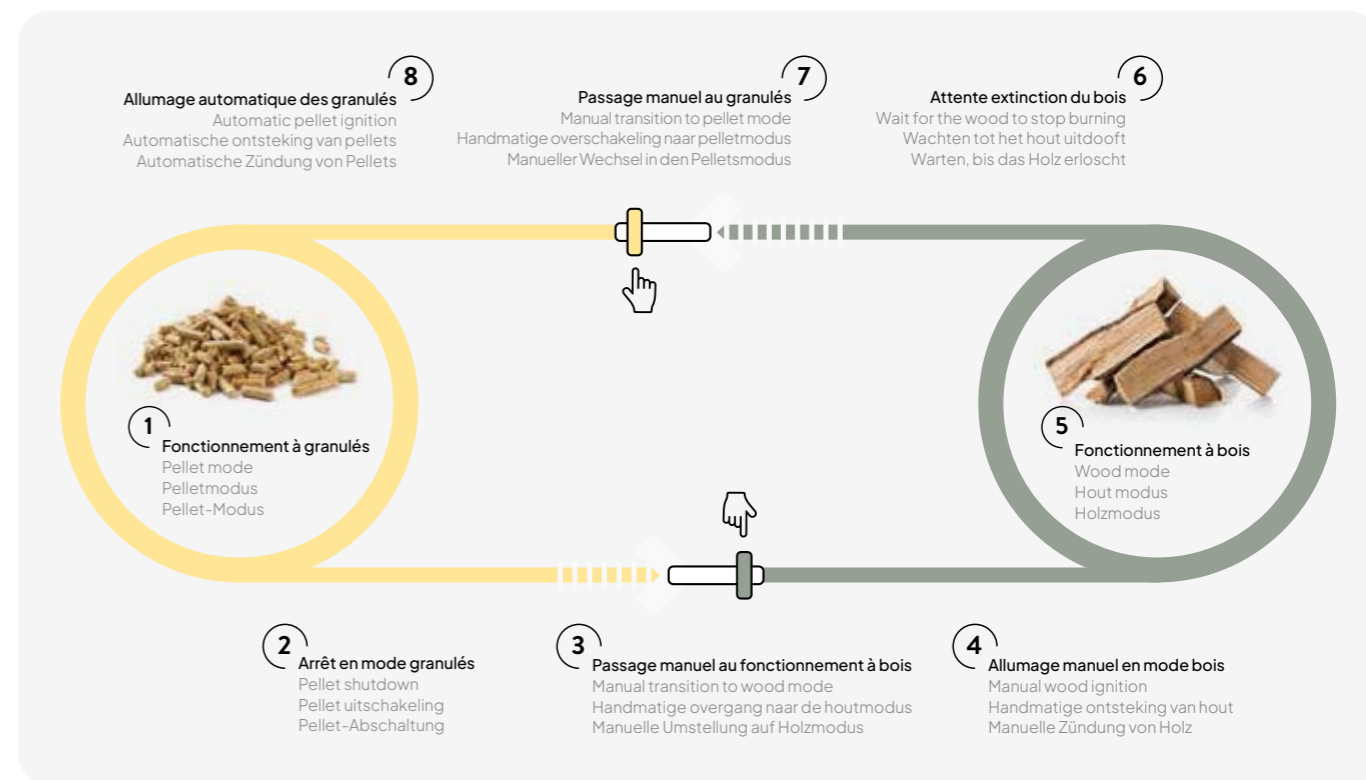 8
Allumage automatique des granulés
Automatic pellet ignition
Automatische ontsteking van pellets
Automatische Zündung von Pellets
7
Passage manuel au granulés
Manual transition to pellet mode
Handmatige overschakeling naar pelletmodus
Manueller Wechsel in den Pelletsmodus
6
Attente extinction du bois
Wait for the wood to stop burning
Wachten tot het hout uitdooft
Warten, bis das Holz erloscht
1
Fonctionnement à granulés
Pellet mode
Pelletmodus
Pellet-Modus
5
Fonctionnement à bois
Wood mode
Hout modus
Holzmodus
2
Arrêt en mode granulés
Pellet shutdown
Pellet uitschakeling
Pellet-Abschaltung
3
Passage manuel au fonctionnement à bois
Manual transition to wood mode
Handmatige overgang naar de houtmodus
Manuelle Umstellung auf Holzmodus
4
Allumage manuel en mode bois
Manual wood ignition
Handmatige ontsteking van hout
Manuelle Zündung von Holz